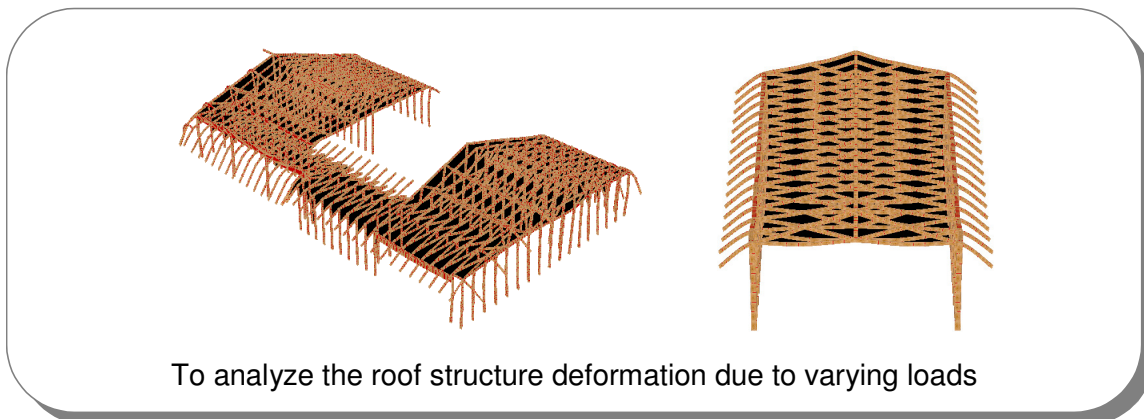 To analyze the roof structure deformation due to varying loads